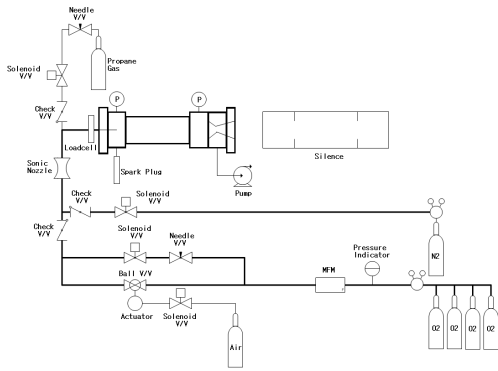 Needle
V/V
Propane
Gas
Solenoid
V/V
Check
V/V
P
P
Loadcell
Silence
Sonic
Nozzle
Spark Plug
Pump
Check
V/V
Solenoid
V/V
Check
V/V
Solenoid
V/V
Needle
V/V
N2
Pressure
Indicator
Ball V/V
MFM
Actuator
Solenoid
V/V
Air
O2
O2
O2
O2